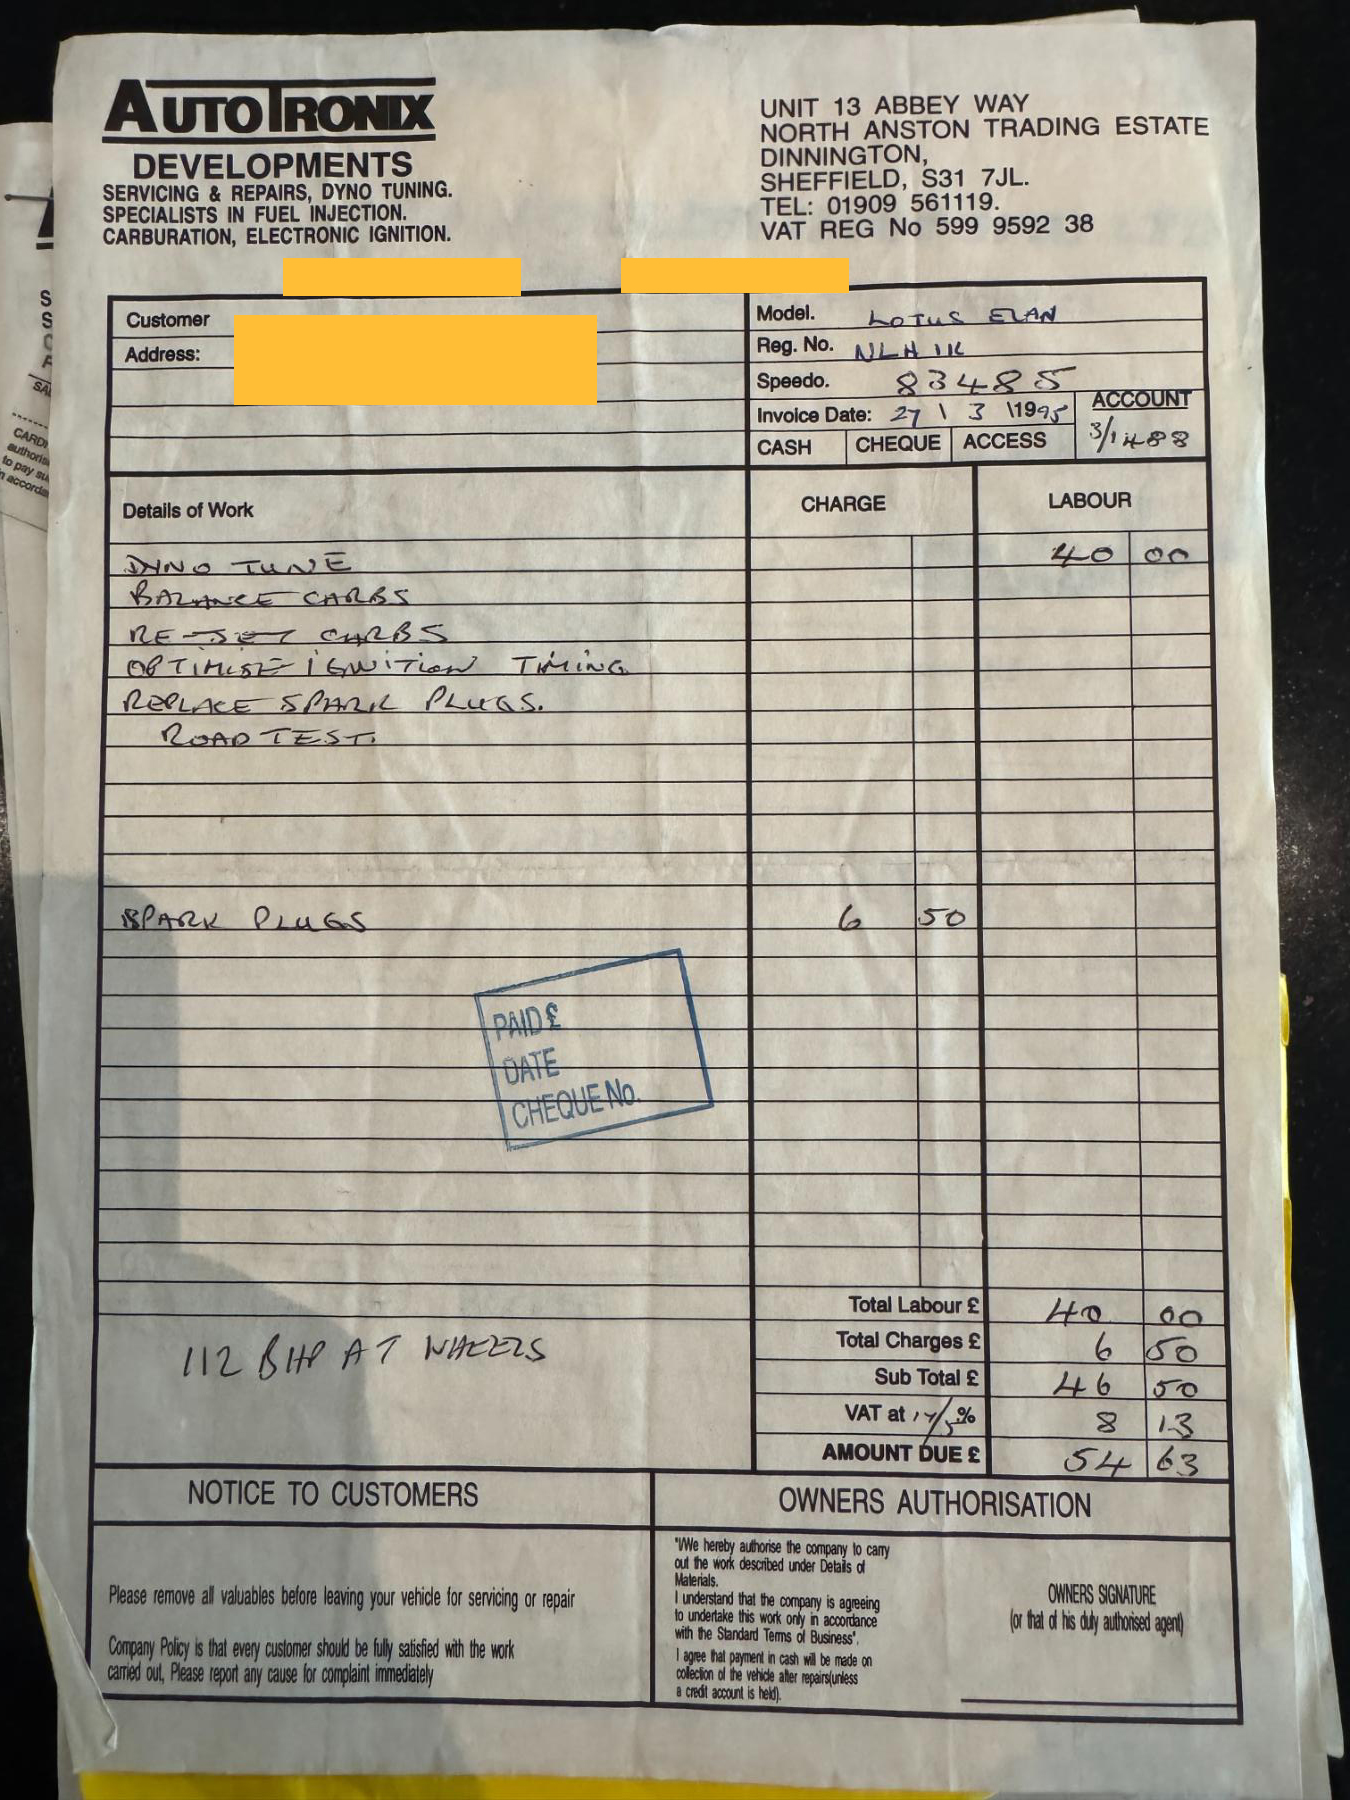 AUTOTRONIX
DEVELOPMENTS
SERVICING & REPAIRS, DYNO TUNING.
SPECIALISTS IN FUEL INJECTION.
CARBURATION, ELECTRONIC IGNITION.
UNIT 13 ABBEY WAY
NORTH ANSTON TRADING ESTATE
DINNINGTON,
SHEFFIELD, S31 7JL.
TEL: 01909 561119.
VAT REG No 599 9592 38
Customer
Address:
Model. LOTUS ELAN
Reg. No. NLH 11K
Speedo. 83485
Invoice Date: 27 \ 3 \1995
ACCOUNT
3/1488
CASH CHEQUE ACCESS
Details of Work CHARGE LABOUR
DYNO TUNE 40 00
BALANCE CARBS
RE-SET CARBS
OPTIMISE IGNITION TIMING
REPLACE SPARK PLUGS.
ROAD TEST.
SPARK PLUGS 6 50
PAID £
DATE
CHEQUE No.
Total Labour £ 40 00
Total Charges £ 6 50
112 BHP AT WHEELS
Sub Total £ 46 50
VAT at 17/5 % 8 13
AMOUNT DUE £ 54 63
NOTICE TO CUSTOMERS
Please remove all valuables before leaving your vehicle for servicing or repair
Company Policy is that every customer should be fully satisfied with the work
carried out, Please report any cause for complaint immediately
OWNERS AUTHORISATION
"I/We hereby authorise the company to carry
out the work described under Details of
Materials.
I understand that the company is agreeing
to undertake this work only in accordance
with the Standard Terms of Business".
I agree that payment in cash will be made on
collection of the vehicle after repairs(unless
a credit account is held).
OWNERS SIGNATURE
(or that of his duly authorised agent)